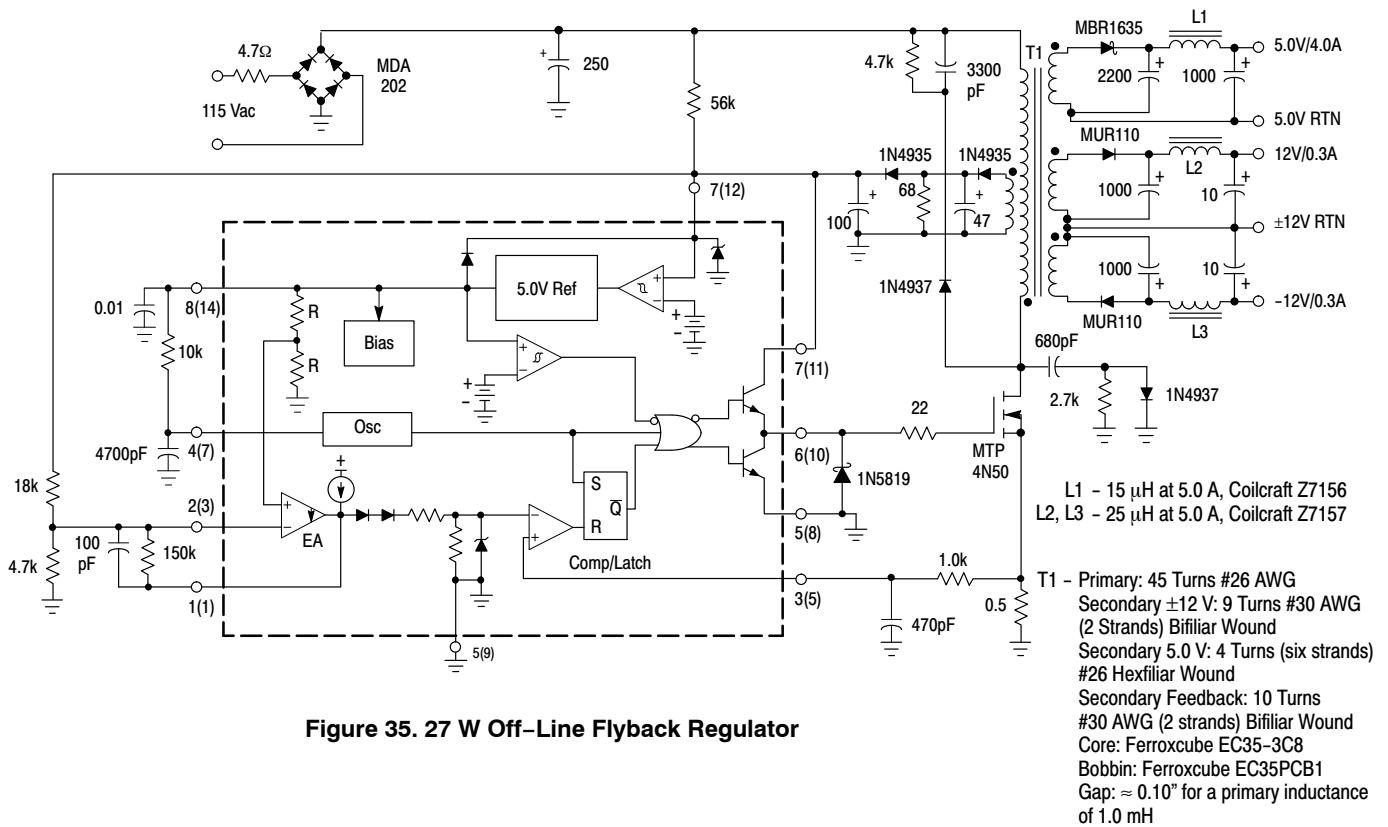 4.7Ω
MDA
202
115 Vac
+
250
56k
4.7k
3300
pF
T1
MBR1635
L1
5.0V/4.0A
2200
+
1000
+
5.0V RTN
MUR110
12V/0.3A
L2
1000
+
10
+
±12V RTN
1000
+
10
+
−12V/0.3A
MUR110
L3
1N4935
1N4935
68
+
100
+
47
1N4937
7(12)
0.01
8(14)
R
R
Bias
5.0V Ref
+
−
+
−
+
−
+
−
10k
7(11)
680pF
2.7k
1N4937
Osc
4(7)
4700pF
22
6(10)
MTP
4N50
1N5819
18k
+
S
Q
R
2(3)
+
−
EA
−
+
Comp/Latch
5(8)
100
pF
150k
4.7k
1(1)
1.0k
3(5)
0.5
470pF
5(9)
L1 − 15 μH at 5.0 A, Coilcraft Z7156
L2, L3 − 25 μH at 5.0 A, Coilcraft Z7157
T1 − Primary: 45 Turns #26 AWG
Secondary ±12 V: 9 Turns #30 AWG
(2 Strands) Bifiliar Wound
Secondary 5.0 V: 4 Turns (six strands)
#26 Hexfiliar Wound
Secondary Feedback: 10 Turns
#30 AWG (2 strands) Bifiliar Wound
Core: Ferroxcube EC35−3C8
Bobbin: Ferroxcube EC35PCB1
Gap: ≈ 0.10” for a primary inductance
of 1.0 mH
Figure 35. 27 W Off−Line Flyback Regulator